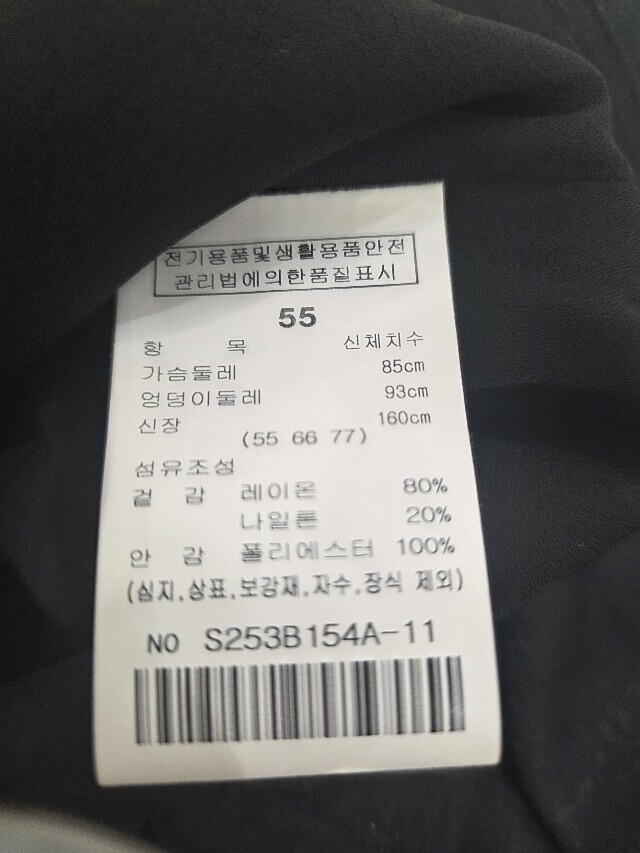 전기용품및생활용품안전
관리법에의한품질표시
55
항 목 신체치수
가슴둘레 85cm
엉덩이둘레 93cm
신장 160cm
(55 66 77)
섬유조성
겉 감 레이온 80%
나일론 20%
안 감 폴리에스터 100%
(심지,상표,보강재,자수,장식 제외)
NO S253B154A-11